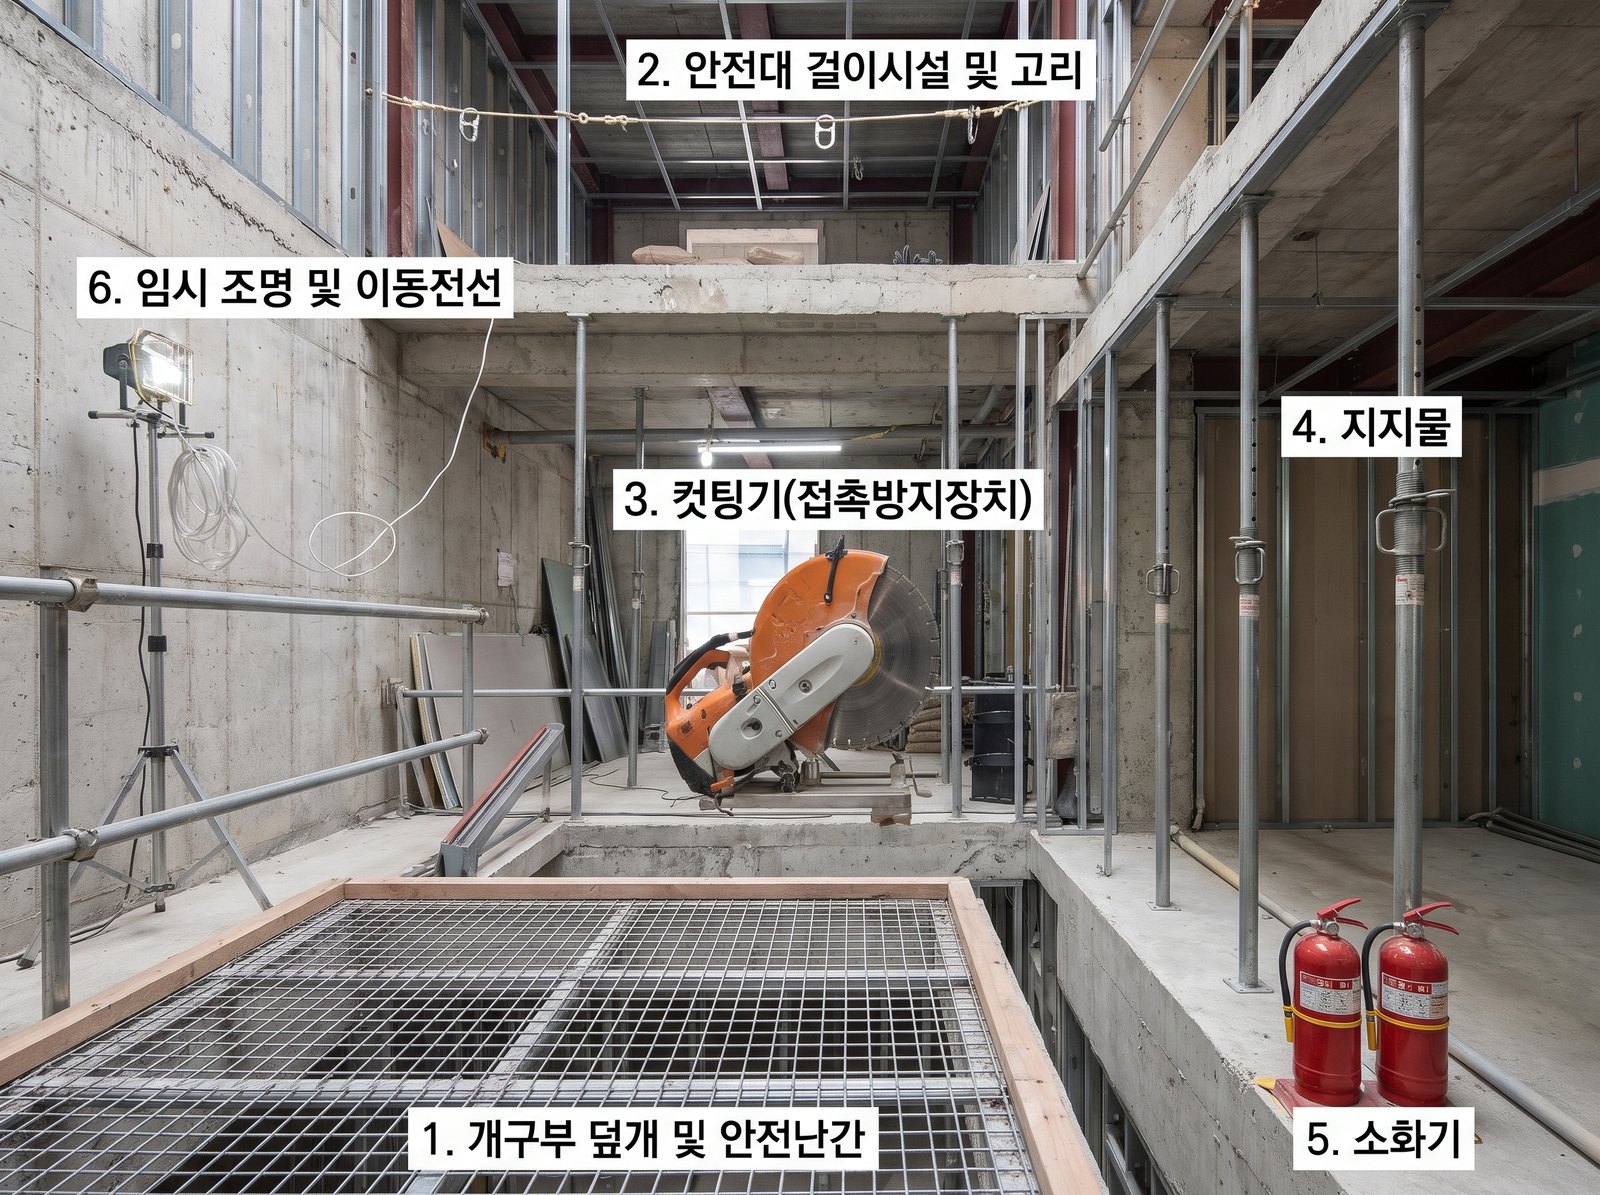 2. 안전대 걸이시설 및 고리
6. 임시 조명 및 이동전선
4. 지지물
3. 컷팅기(접촉방지장치)
1. 개구부 덮개 및 안전난간
5. 소화기